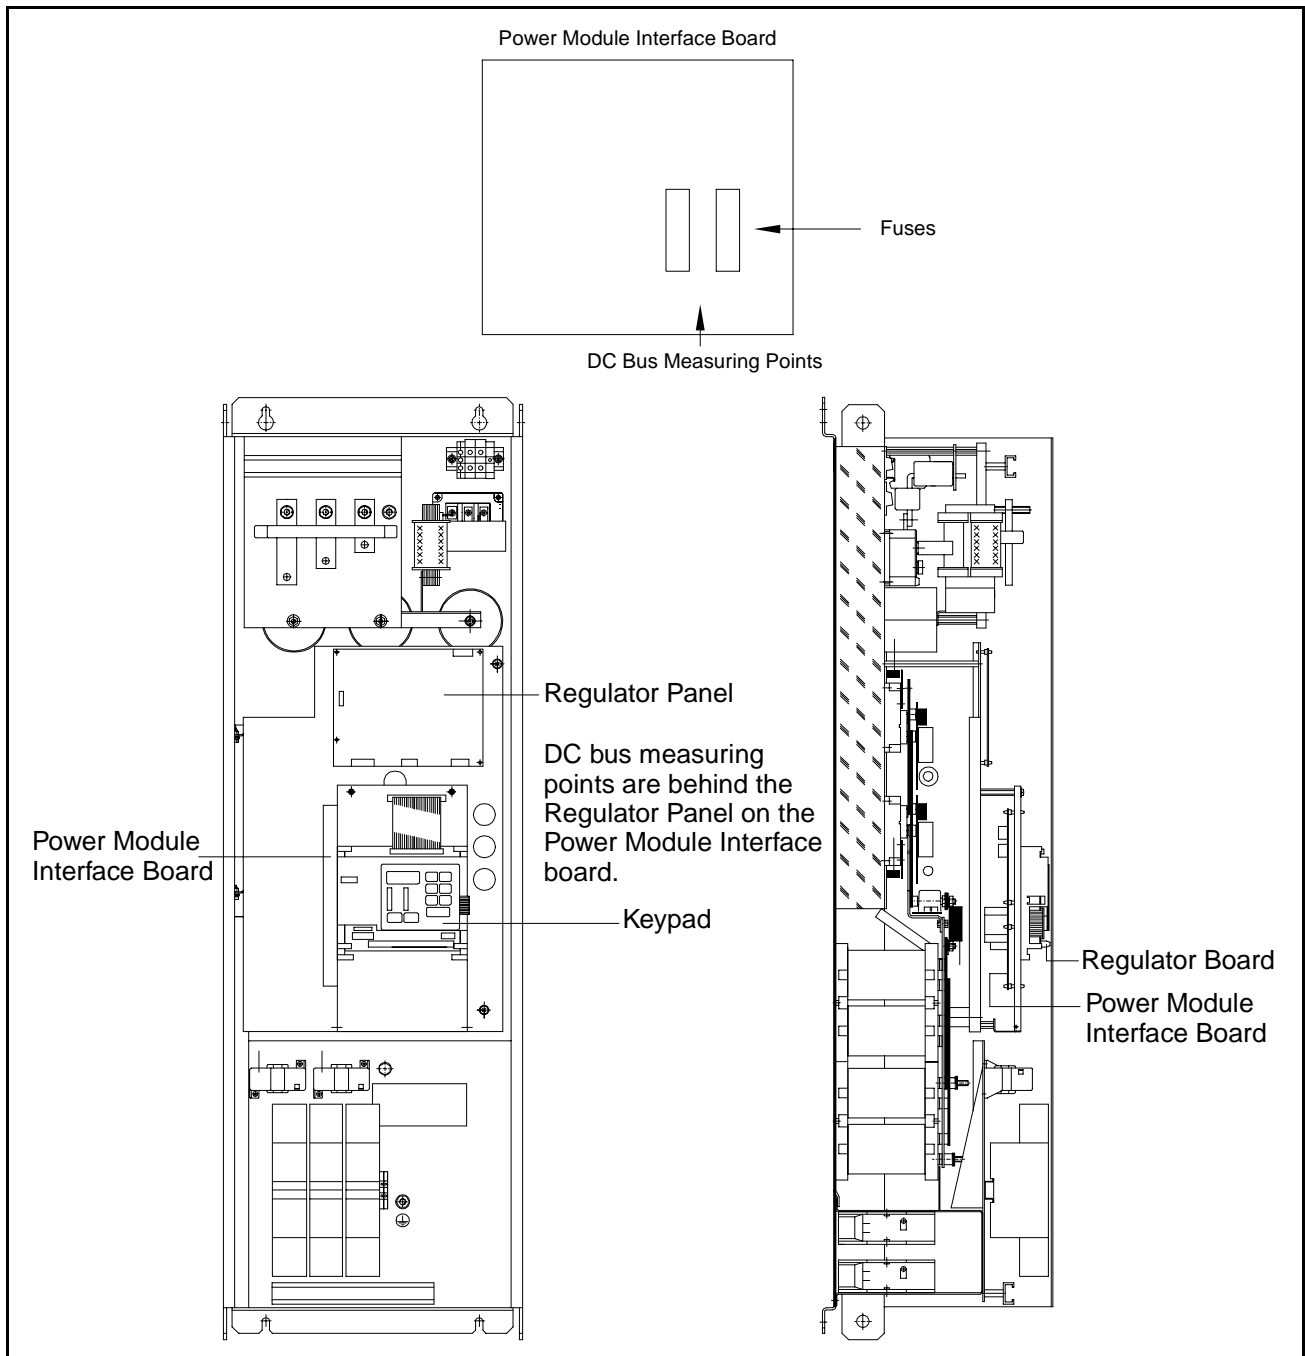 Power Module Interface Board
Fuses
DC Bus Measuring Points
Regulator Panel
DC bus measuring
points are behind the
Regulator Panel on the
Power Module Interface
board.
Power Module
Interface Board
Keypad
Regulator Board
Power Module
Interface Board